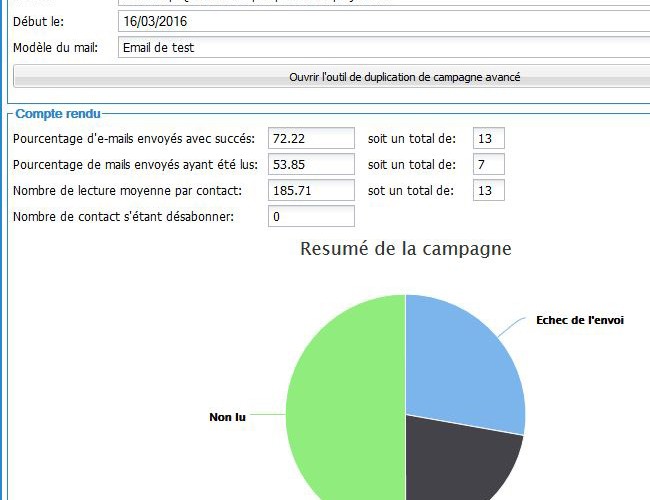 Début le: 16/03/2016
Modèle du mail: Email de test
Ouvrir l'outil de duplication de campagne avancé
Compte rendu
Pourcentage d'e-mails envoyés avec succés: 72.22 soit un total de: 13
Pourcentage de mails envoyés ayant été lus: 53.85 soit un total de: 7
Nombre de lecture moyenne par contact: 185.71 sot un total de: 13
Nombre de contact s'étant désabonner: 0
Resumé de la campagne
Echec de l'envoi
Non lu